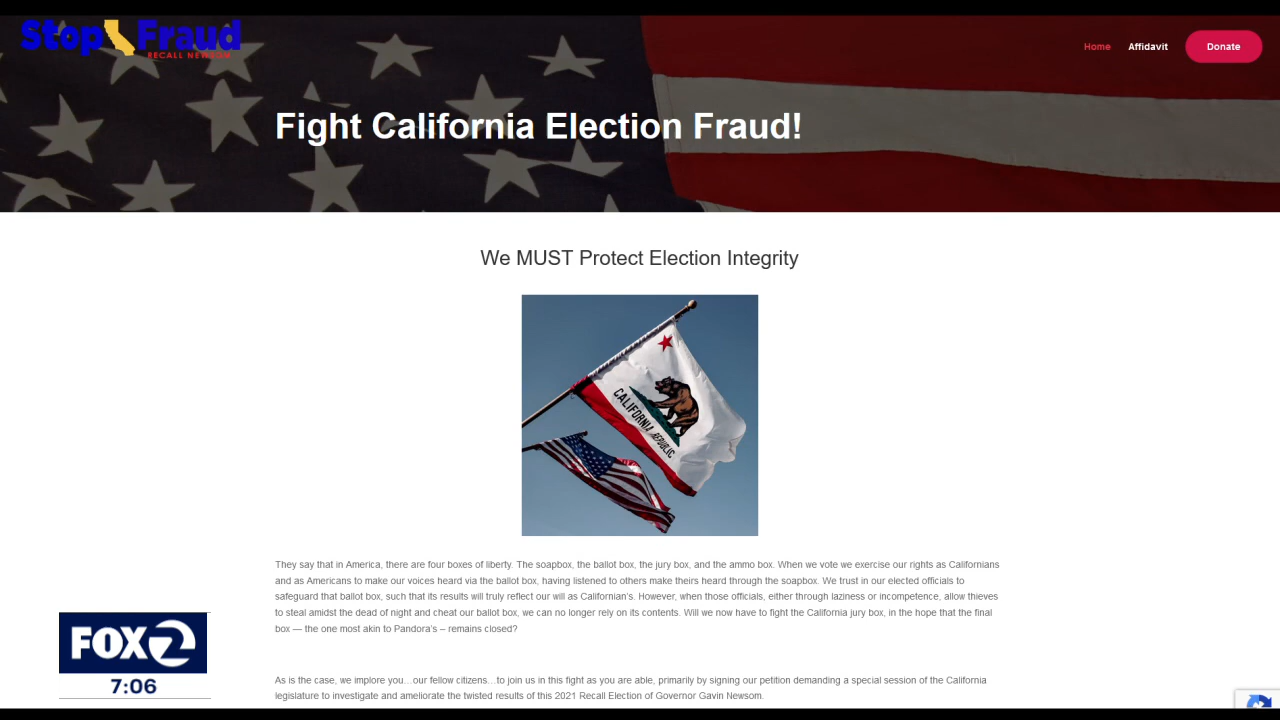 Stop Fraud
RECALL NEWSOM
Home Affidavit Donate
Fight California Election Fraud!
We MUST Protect Election Integrity
CALIFORNIA REPUBLIC
They say that in America, there are four boxes of liberty. The soapbox, the ballot box, the jury box, and the ammo box. When we vote we exercise our rights as Californians
and as Americans to make our voices heard via the ballot box, having listened to others make theirs heard through the soapbox. We trust in our elected officials to
safeguard that ballot box, such that its results will truly reflect our will as Californian's. However, when those officials, either through laziness or incompetence, allow thieves
to steal amidst the dead of night and cheat our ballot box, we can no longer rely on its contents. Will we now have to fight the California jury box, in the hope that the final
box — the one most akin to Pandora's – remains closed?
As is the case, we implore you…our fellow citizens…to join us in this fight as you are able, primarily by signing our petition demanding a special session of the California
legislature to investigate and ameliorate the twisted results of this 2021 Recall Election of Governor Gavin Newsom.
FOX 2
7:06